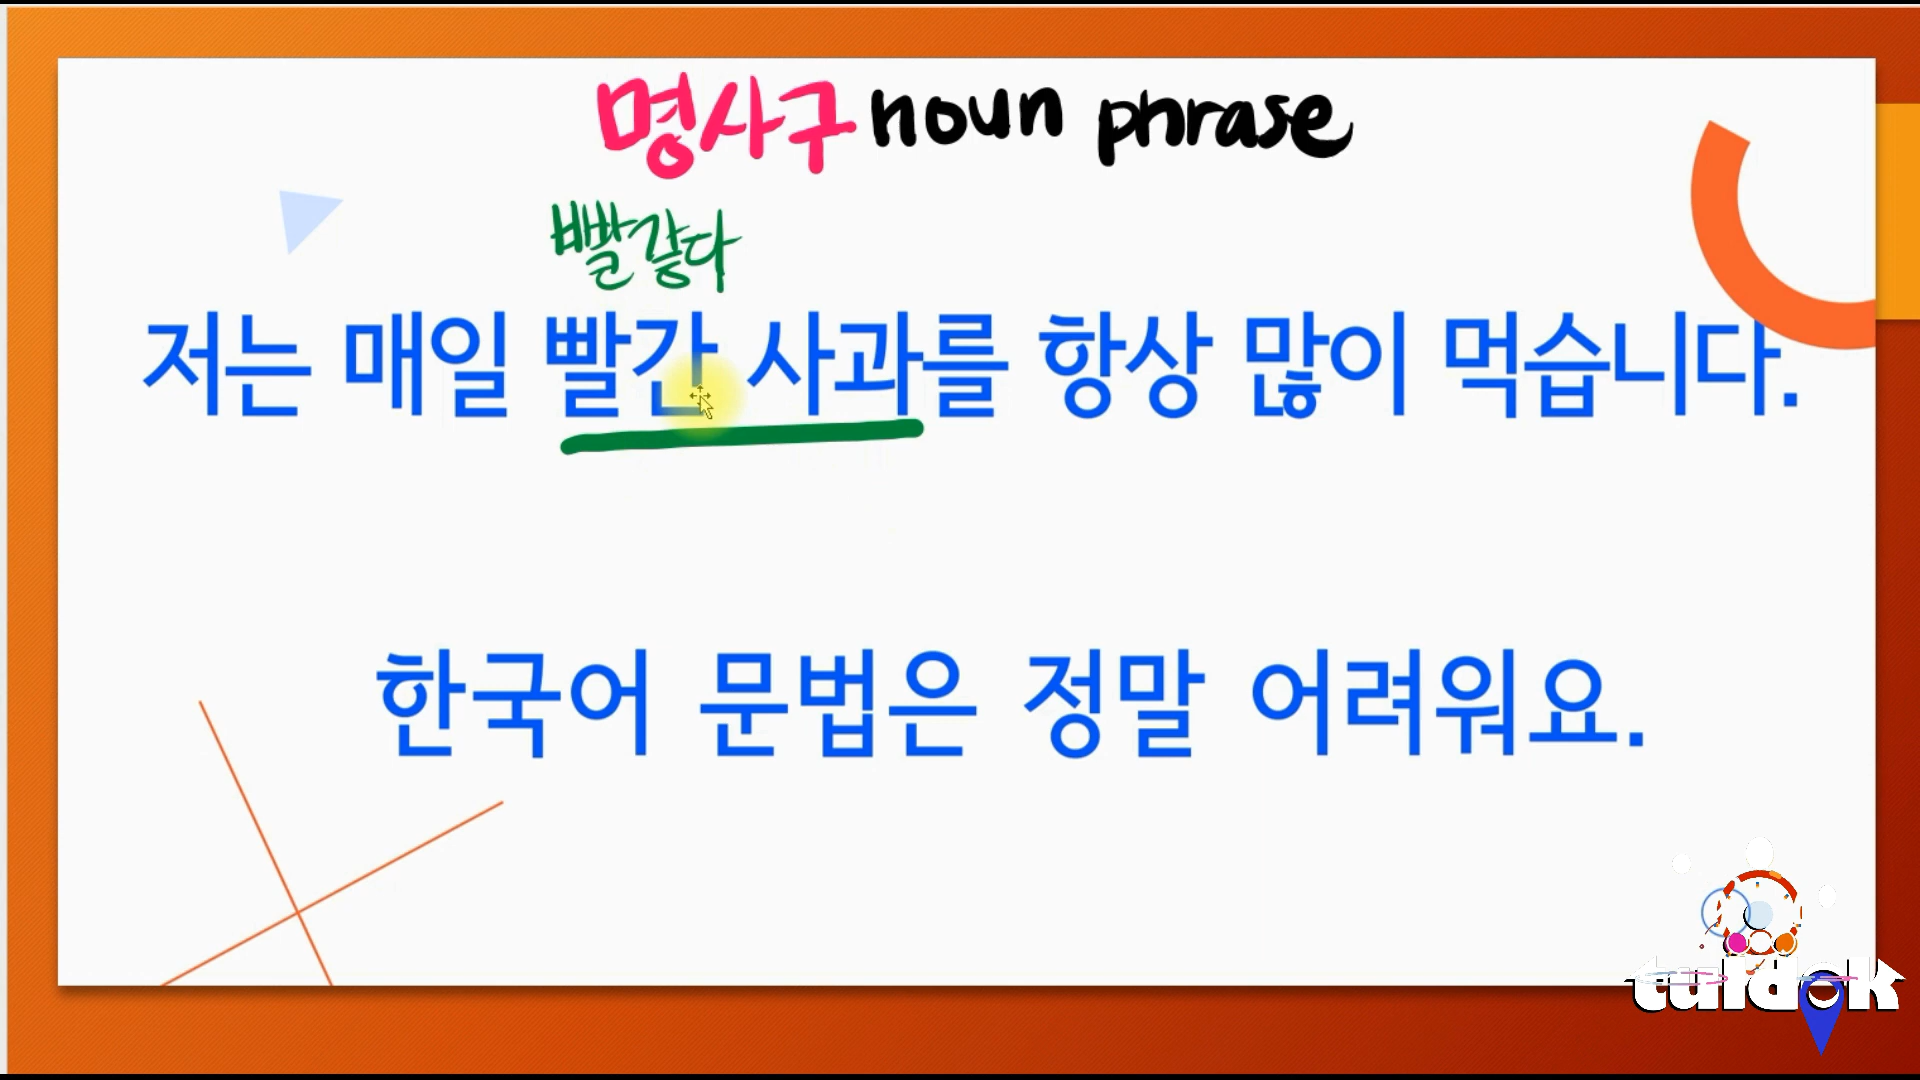 명사구 noun phrase
빨갛다
저는 매일 빨간 사과를 항상 많이 먹습니다.
한국어 문법은 정말 어려워요.
tuldok